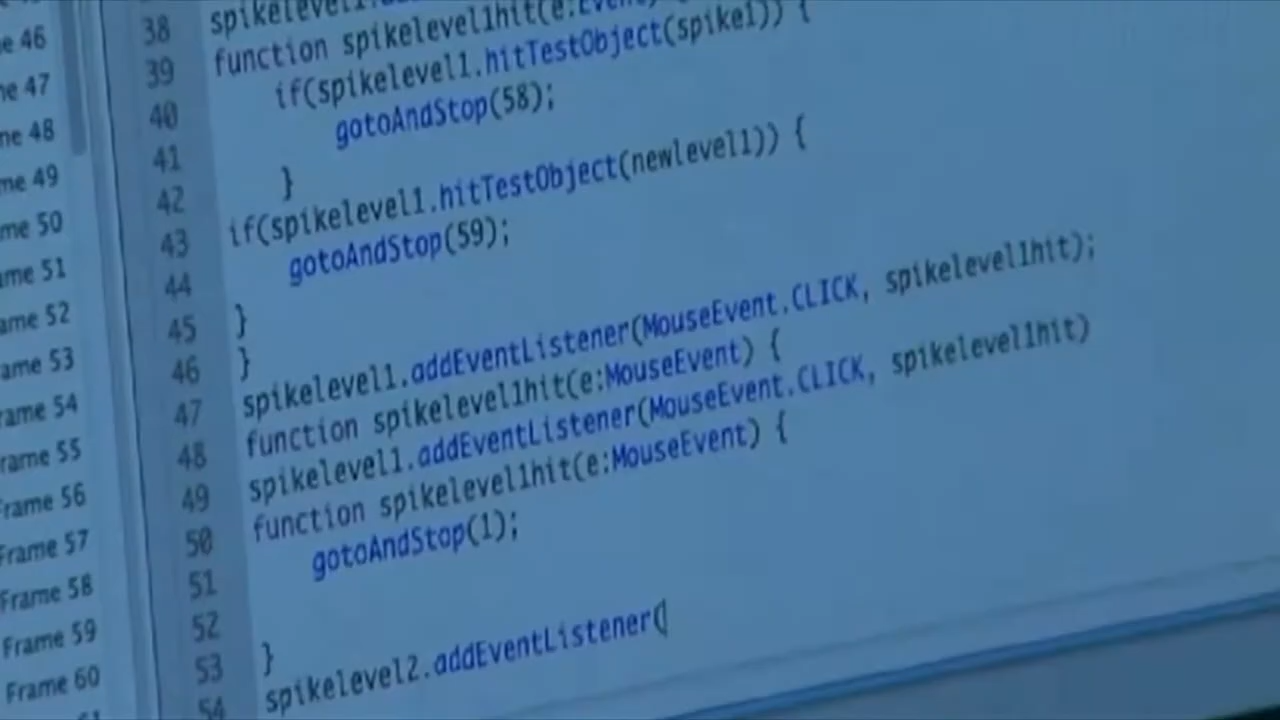 38
spikelevel1.
39
function spikelevel1hit(e:Event)
40
if(spikelevel1.hitTestObject(spike1)) {
41
gotoAndStop(58);
42
}
43
if(spikelevel1.hitTestObject(newlevel1)) {
44
gotoAndStop(59);
45
}
46
}
47
spikelevel1.addEventListener(MouseEvent.CLICK, spikelevel1hit);
48
function spikelevel1hit(e:MouseEvent) {
49
spikelevel1.addEventListener(MouseEvent.CLICK, spikelevel1hit)
50
function spikelevel1hit(e:MouseEvent) {
51
gotoAndStop(1);
52
53
}
54
spikelevel2.addEventListener(
e 46
me 47
me 48
me 49
me 50
ame 51
ame 52
ame 53
rame 54
rame 55
Frame 56
Frame 57
Frame 58
Frame 59
Frame 60